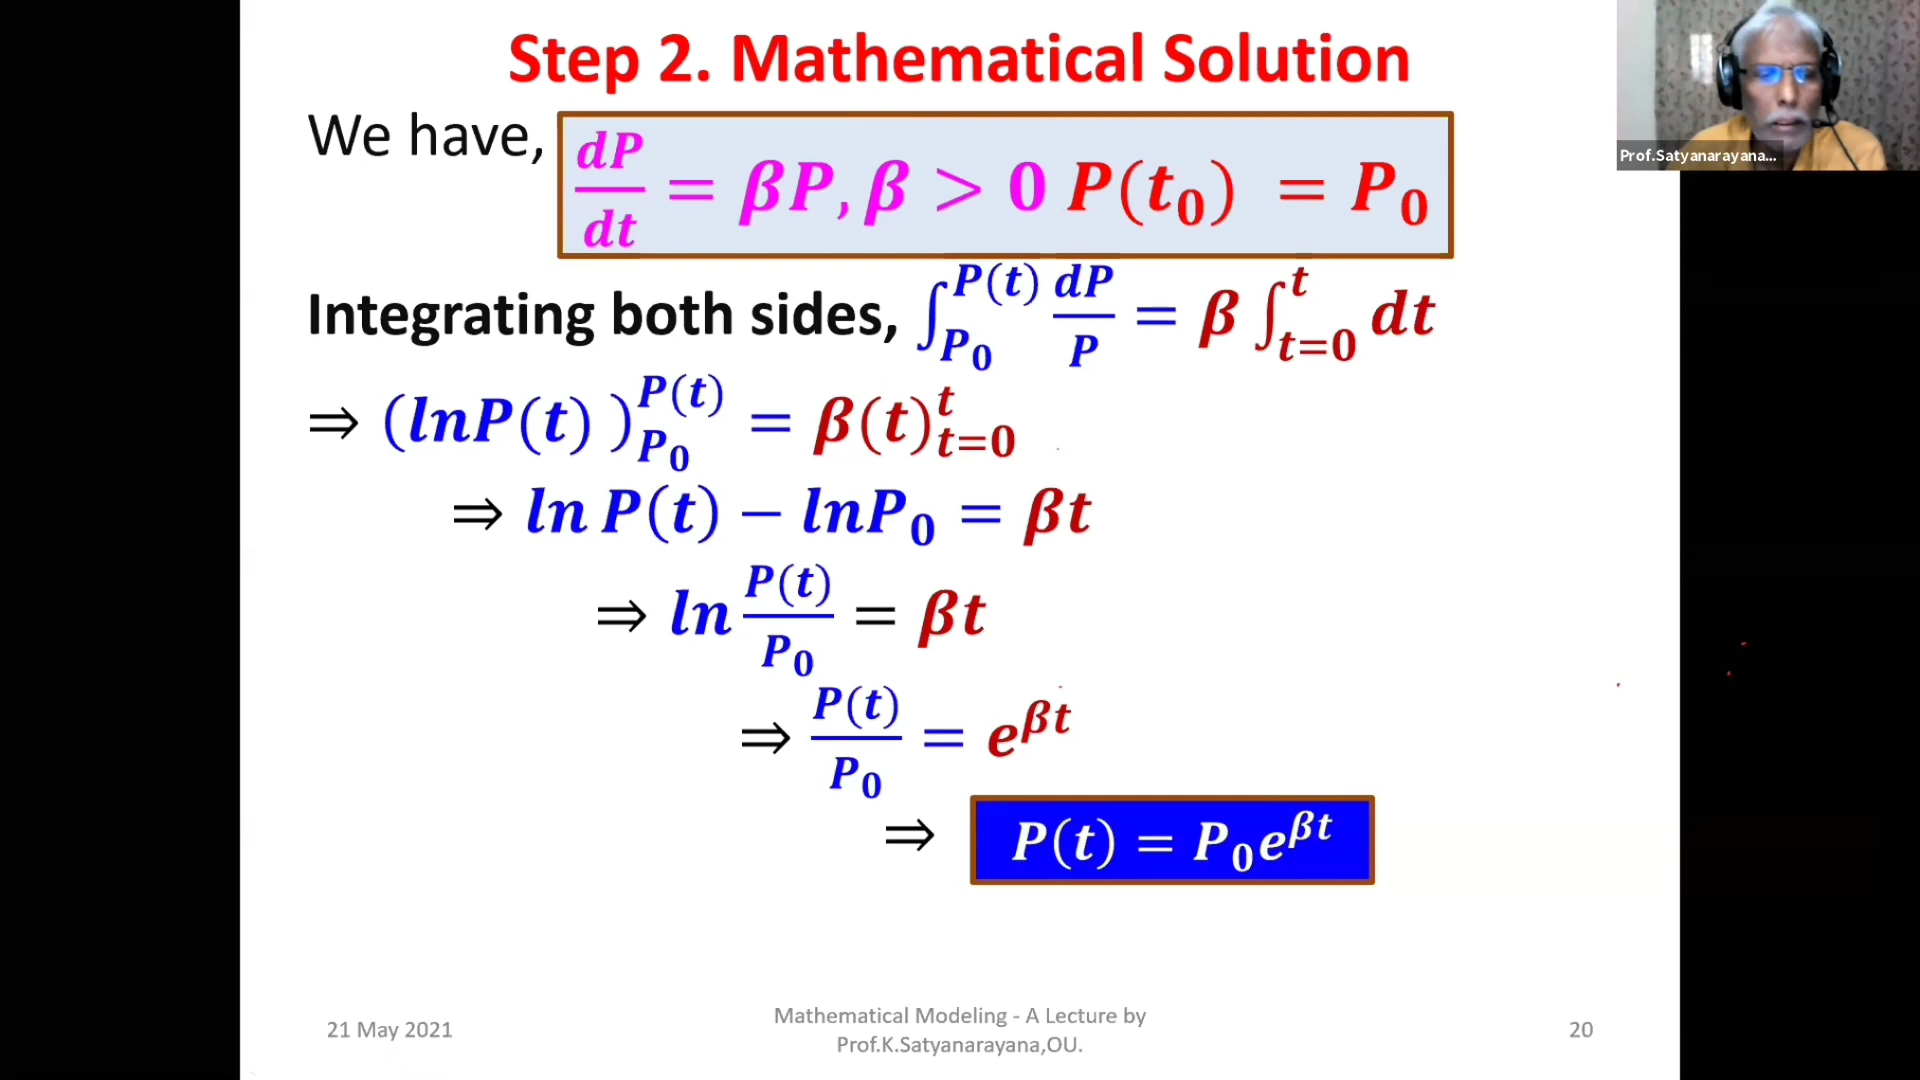 Step 2. Mathematical Solution
Prof.Satyanarayana...
We have, dP/dt = βP, β > 0 P(t₀) = P₀
Integrating both sides, ∫_{P₀}^{P(t)} dP/P = β ∫_{t=0}^{t} dt
⇒ (lnP(t) )_{P₀}^{P(t)} = β(t)_{t=0}^{t}
⇒ ln P(t) − lnP₀ = βt
⇒ ln P(t)/P₀ = βt
⇒ P(t)/P₀ = e^{βt}
⇒ P(t) = P₀e^{βt}
21 May 2021
Mathematical Modeling - A Lecture by
Prof.K.Satyanarayana,OU.
20